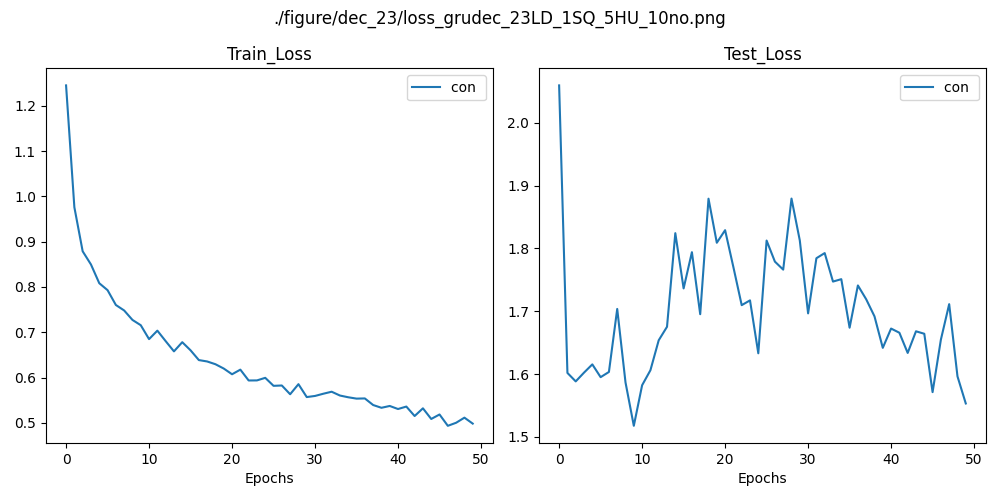 ./figure/dec_23/loss_grudec_23LD_1SQ_5HU_10no.png
Train_Loss
con
1.2
1.1
1.0
0.9
0.8
0.7
0.6
0.5
0 10 20 30 40 50
Epochs
Test_Loss
con
2.0
1.9
1.8
1.7
1.6
1.5
0 10 20 30 40 50
Epochs